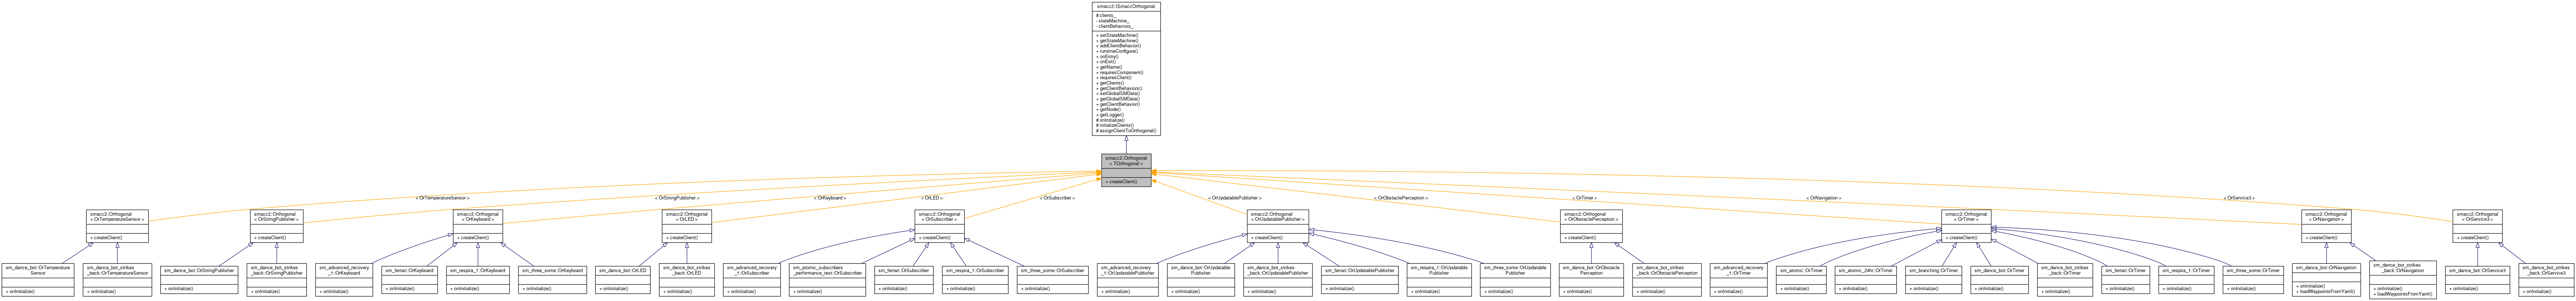 smacc2::ISmaccOrthogonal
# clients_
- stateMachine_
- clientBehaviors_
+ setStateMachine()
+ getStateMachine()
+ addClientBehavior()
+ runtimeConfigure()
+ onEntry()
+ onExit()
+ getName()
+ requiresComponent()
+ requiresClient()
+ getClients()
+ getClientBehaviors()
+ setGlobalSMData()
+ getGlobalSMData()
+ getClientBehavior()
+ getNode()
+ getLogger()
# onInitialize()
# initializeClients()
# assignClientToOrthogonal()
smacc2::Orthogonal
< TOrthogonal >
+ createClient()
< OrTemperatureSensor >
< OrStringPublisher >
< OrKeyboard >
< OrLED >
< OrSubscriber >
< OrUpdatablePublisher >
< OrObstaclePerception >
< OrTimer >
< OrNavigation >
< OrService3 >
smacc2::Orthogonal
< OrTemperatureSensor >
+ createClient()
smacc2::Orthogonal
< OrStringPublisher >
+ createClient()
smacc2::Orthogonal
< OrKeyboard >
+ createClient()
smacc2::Orthogonal
< OrLED >
+ createClient()
smacc2::Orthogonal
< OrSubscriber >
+ createClient()
smacc2::Orthogonal
< OrUpdatablePublisher >
+ createClient()
smacc2::Orthogonal
< OrObstaclePerception >
+ createClient()
smacc2::Orthogonal
< OrTimer >
+ createClient()
smacc2::Orthogonal
< OrNavigation >
+ createClient()
smacc2::Orthogonal
< OrService3 >
+ createClient()
sm_dance_bot::OrTemperature
Sensor
+ onInitialize()
sm_dance_bot_strikes
_back::OrTemperatureSensor
+ onInitialize()
sm_dance_bot::OrStringPublisher
+ onInitialize()
sm_dance_bot_strikes
_back::OrStringPublisher
+ onInitialize()
sm_advanced_recovery
_1::OrKeyboard
+ onInitialize()
sm_ferrari::OrKeyboard
+ onInitialize()
sm_respira_1::OrKeyboard
+ onInitialize()
sm_three_some::OrKeyboard
+ onInitialize()
sm_dance_bot::OrLED
+ onInitialize()
sm_dance_bot_strikes
_back::OrLED
+ onInitialize()
sm_advanced_recovery
_1::OrSubscriber
+ onInitialize()
sm_atomic_subscribers
_performance_test::OrSubscriber
+ onInitialize()
sm_ferrari::OrSubscriber
+ onInitialize()
sm_respira_1::OrSubscriber
+ onInitialize()
sm_three_some::OrSubscriber
+ onInitialize()
sm_advanced_recovery
_1::OrUpdatablePublisher
+ onInitialize()
sm_dance_bot::OrUpdatable
Publisher
+ onInitialize()
sm_dance_bot_strikes
_back::OrUpdatablePublisher
+ onInitialize()
sm_ferrari::OrUpdatablePublisher
+ onInitialize()
sm_respira_1::OrUpdatable
Publisher
+ onInitialize()
sm_three_some::OrUpdatable
Publisher
+ onInitialize()
sm_dance_bot::OrObstacle
Perception
+ onInitialize()
sm_dance_bot_strikes
_back::OrObstaclePerception
+ onInitialize()
sm_advanced_recovery
_1::OrTimer
+ onInitialize()
sm_atomic::OrTimer
+ onInitialize()
sm_atomic_24hr::OrTimer
+ onInitialize()
sm_branching::OrTimer
+ onInitialize()
sm_dance_bot::OrTimer
+ onInitialize()
sm_dance_bot_strikes
_back::OrTimer
+ onInitialize()
sm_ferrari::OrTimer
+ onInitialize()
sm_respira_1::OrTimer
+ onInitialize()
sm_three_some::OrTimer
+ onInitialize()
sm_dance_bot::OrNavigation
+ onInitialize()
+ loadWaypointsFromYaml()
sm_dance_bot_strikes
_back::OrNavigation
+ onInitialize()
+ loadWaypointsFromYaml()
sm_dance_bot::OrService3
+ onInitialize()
sm_dance_bot_strikes
_back::OrService3
+ onInitialize()